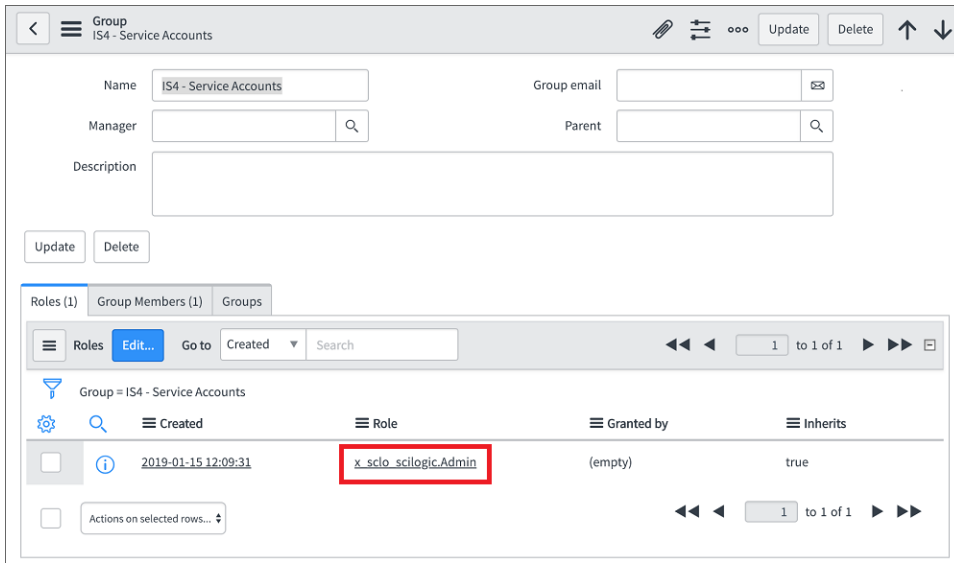 Group
IS4 - Service Accounts
Update
Delete
Name
IS4 - Service Accounts
Group email
Manager
Parent
Description
Update
Delete
Roles (1)
Group Members (1)
Groups
Roles
Edit...
Go to
Created
Search
1 to 1 of 1
Group = IS4 - Service Accounts
Created
Role
Granted by
Inherits
2019-01-15 12:09:31
x_sclo_scilogic.Admin
(empty)
true
Actions on selected rows...
1 to 1 of 1